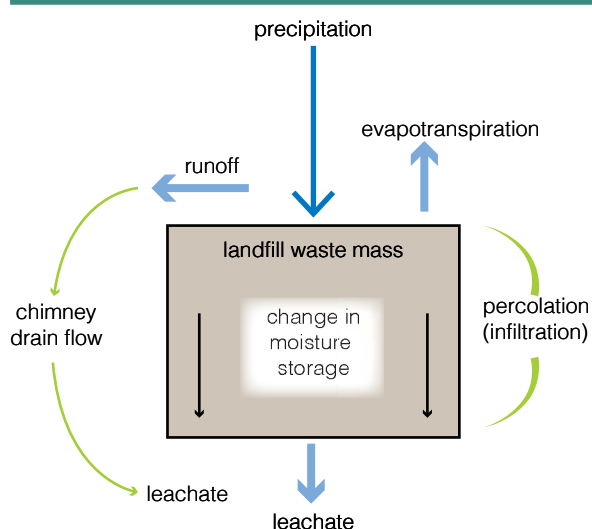 precipitation
evapotranspiration
runoff
landfill waste mass
change in
moisture
storage
chimney
drain flow
percolation
(infiltration)
leachate
leachate